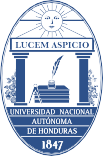 LUCEM ASPICIO
UNIVERSIDAD NACIONAL
AUTÓNOMA
DE HONDURAS
1847